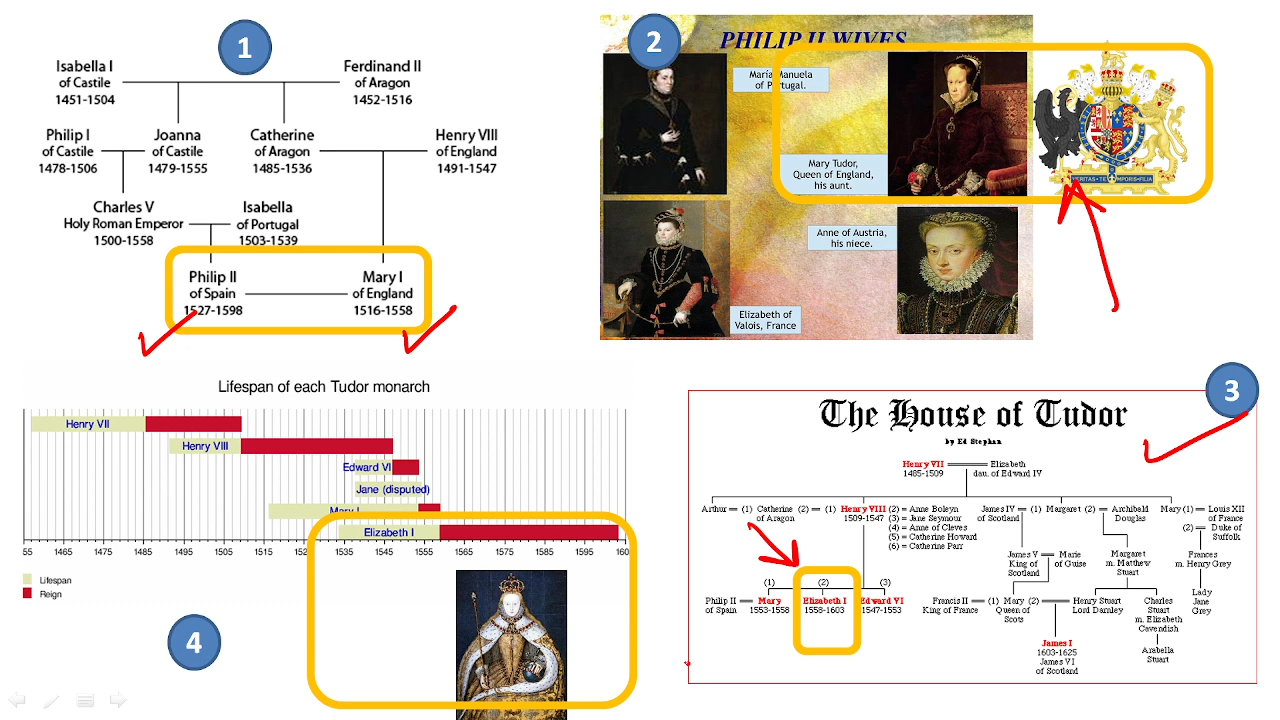 1
Isabella I
of Castile
1451-1504
Ferdinand II
of Aragon
1452-1516
Philip I
of Castile
1478-1506
Joanna
of Castile
1479-1555
Catherine
of Aragon
1485-1536
Henry VIII
of England
1491-1547
Charles V
Holy Roman Emperor
1500-1558
Isabella
of Portugal
1503-1539
Philip II
of Spain
1527-1598
Mary I
of England
1516-1558
2
PHILIP II WIVES
María Manuela
of Portugal.
Mary Tudor,
Queen of England,
his aunt.
VERITAS TEMPORIS FILIA
Anne of Austria,
his niece.
Elizabeth of
Valois, France
Lifespan of each Tudor monarch
Henry VII
Henry VIII
Edward VI
Jane (disputed)
Mary I
Elizabeth I
55 1465 1475 1485 1495 1505 1515 1525 1535 1545 1555 1565 1575 1585 1595 160
Lifespan
Reign
4
3
The House of Tudor
by Ed Stephan
Henry VII
1485-1509
Elizabeth
dau. of Edward IV
Arthur = (1) Catherine (2) = (1) Henry VIII (2) = Anne Boleyn
of Aragon
1509-1547
(3) = Jane Seymour
(4) = Anne of Cleves
(5) = Catherine Howard
(6) = Catherine Parr
James IV = (1) Margaret (2) = Archibald
of Scotland
Douglas
Mary (1) = Louis XII
of France
(2) = Duke of
Suffolk
James V = Marie
King of of Guise
Scotland
Margaret
m. Matthew
Stuart
Frances
m. Henry Grey
(1) (2) (3)
Philip II = Mary
of Spain 1553-1558
Elizabeth I
1558-1603
Edward VI
1547-1553
Francis II = (1) Mary (2) = Henry Stuart
King of France Queen of Lord Darnley
Scots
Charles
Stuart
m. Elizabeth
Cavendish
Lady
Jane
Grey
James I
1603-1625
James VI
of Scotland
Arabella
Stuart